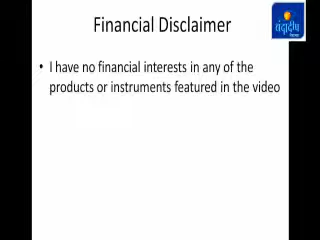 Financial Disclaimer
• I have no financial interests in any of the
products or instruments featured in the video
नंदादीप